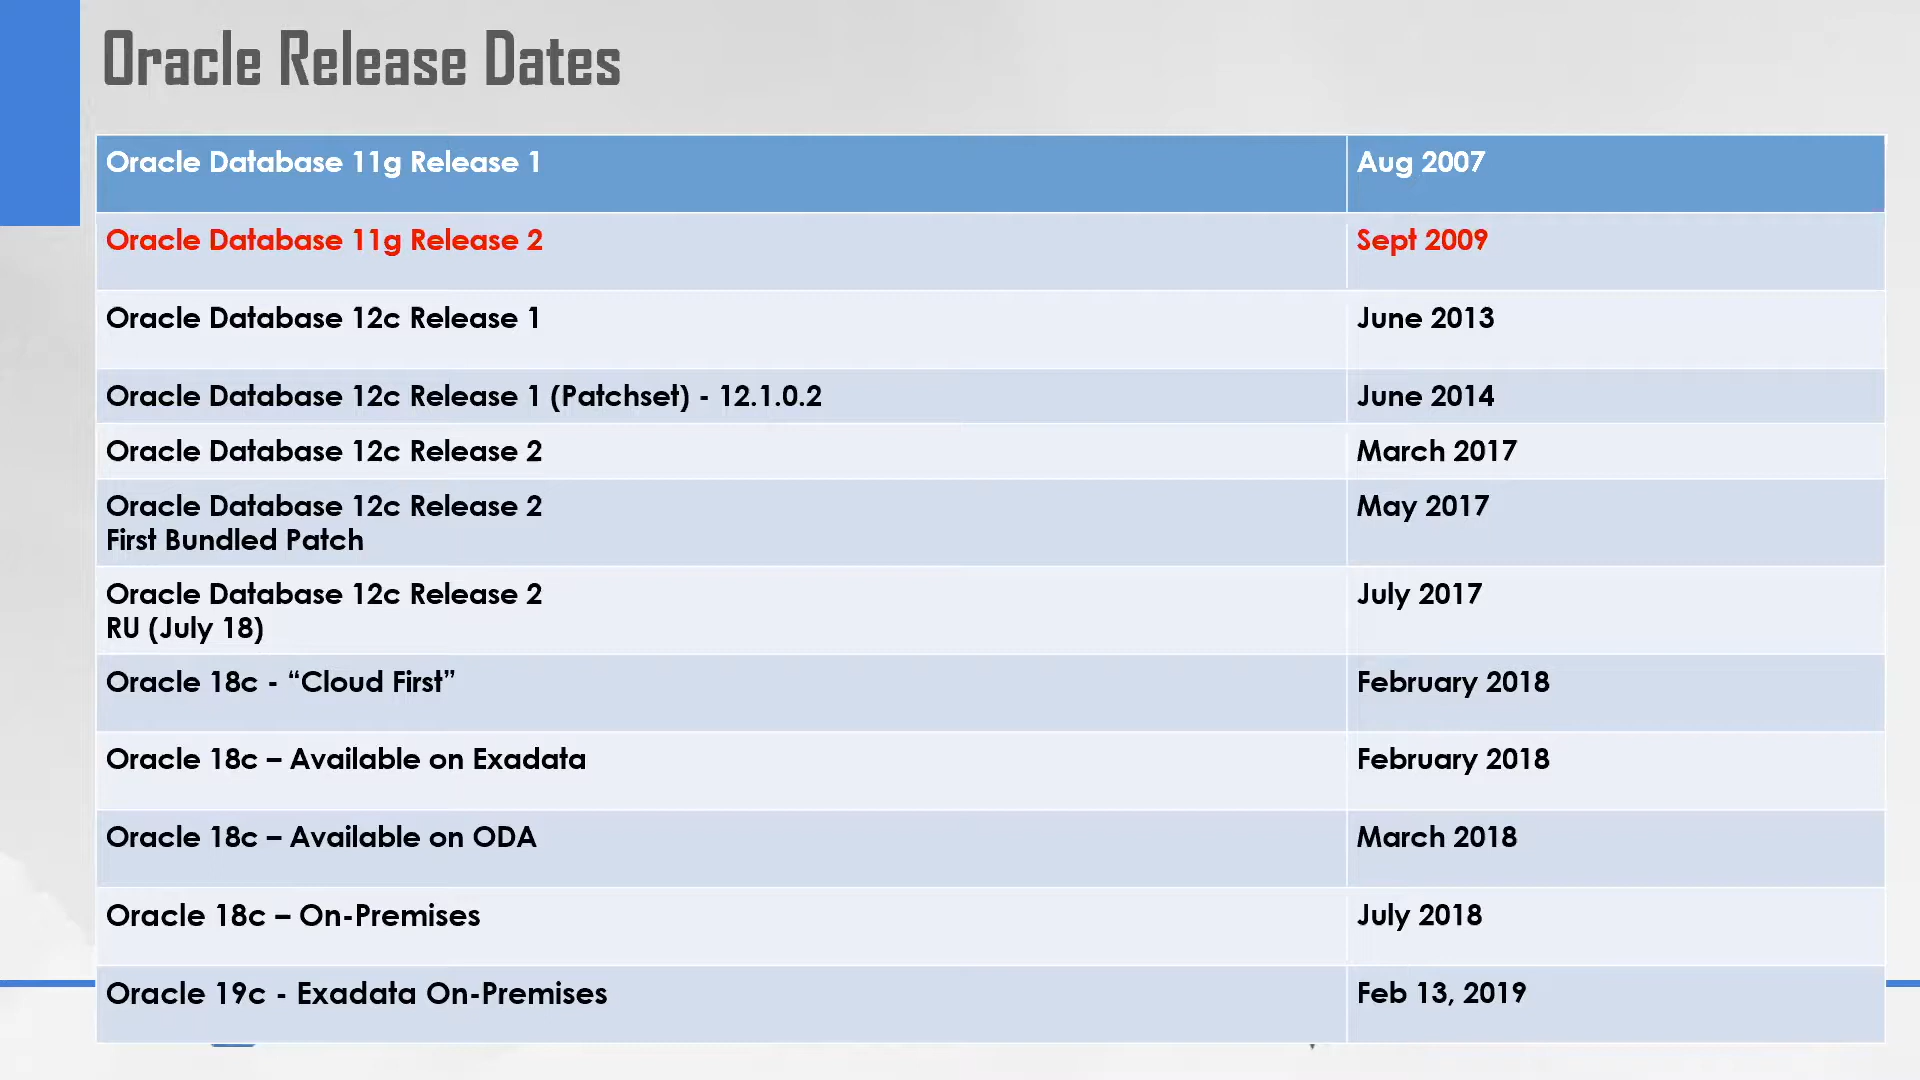 Oracle Release Dates
Oracle Database 11g Release 1 Aug 2007
Oracle Database 11g Release 2 Sept 2009
Oracle Database 12c Release 1 June 2013
Oracle Database 12c Release 1 (Patchset) - 12.1.0.2 June 2014
Oracle Database 12c Release 2 March 2017
Oracle Database 12c Release 2 May 2017
First Bundled Patch
Oracle Database 12c Release 2 July 2017
RU (July 18)
Oracle 18c - “Cloud First” February 2018
Oracle 18c – Available on Exadata February 2018
Oracle 18c – Available on ODA March 2018
Oracle 18c – On-Premises July 2018
Oracle 19c - Exadata On-Premises Feb 13, 2019